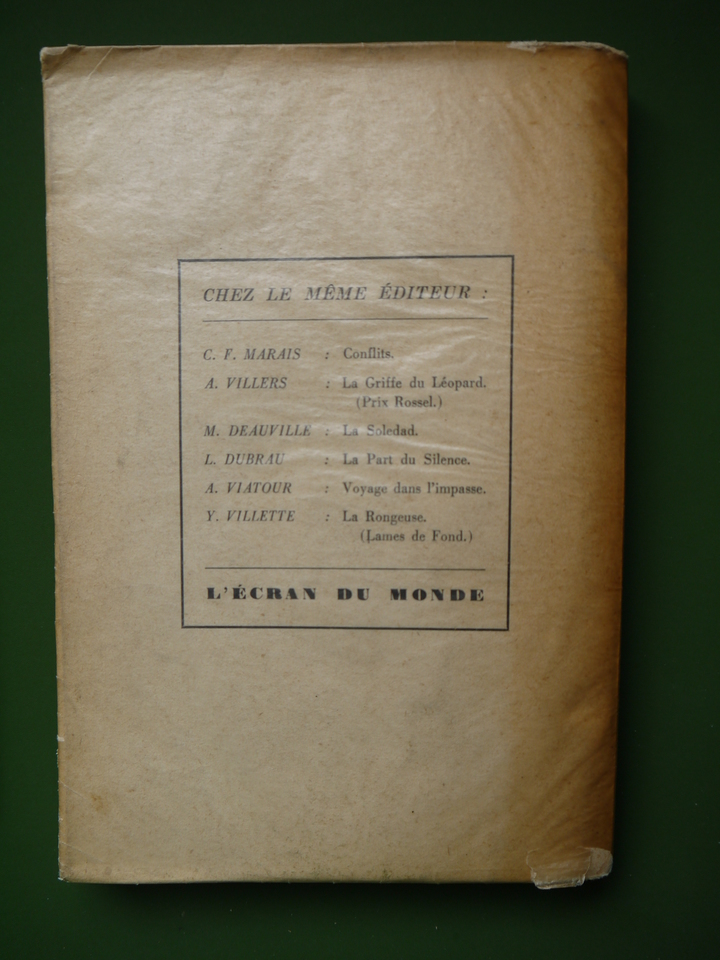 CHEZ LE MÊME ÉDITEUR :
C. F. MARAIS : Conflits.
A. VILLERS : La Griffe du Léopard.
(Prix Rossel.)
M. DEAUVILLE : La Soledad.
L. DUBRAU : La Part du Silence.
A. VIATOUR : Voyage dans l'impasse.
Y. VILLETTE : La Rongeuse.
(Lames de Fond.)
L'ÉCRAN DU MONDE